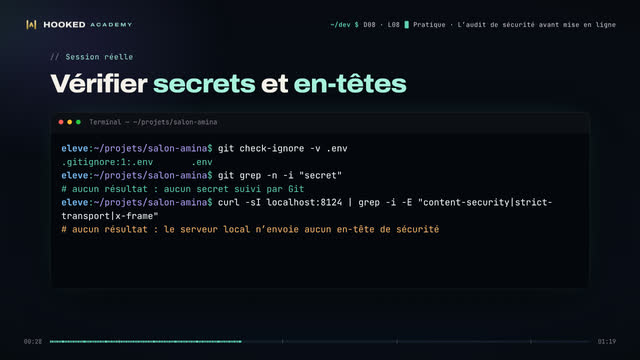 HOOKED ACADEMY
~/dev $ D08 · L08 Pratique · L'audit de sécurité avant mise en ligne
// Session réelle
Vérifier secrets et en-têtes
Terminal — ~/projets/salon-amina
eleve:~/projets/salon-amina$ git check-ignore -v .env
.gitignore:1:.env .env
eleve:~/projets/salon-amina$ git grep -n -i "secret"
# aucun résultat : aucun secret suivi par Git
eleve:~/projets/salon-amina$ curl -sI localhost:8124 | grep -i -E "content-security|strict-
transport|x-frame"
# aucun résultat : le serveur local n’envoie aucun en-tête de sécurité
00:28
01:19